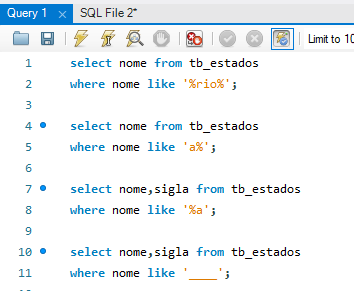 Query 1
SQL File 2*
Limit to 10
1 select nome from tb_estados
2 where nome like '%rio%';
3
4 select nome from tb_estados
5 where nome like 'a%';
6
7 select nome,sigla from tb_estados
8 where nome like '%a';
9
10 select nome,sigla from tb_estados
11 where nome like '____';